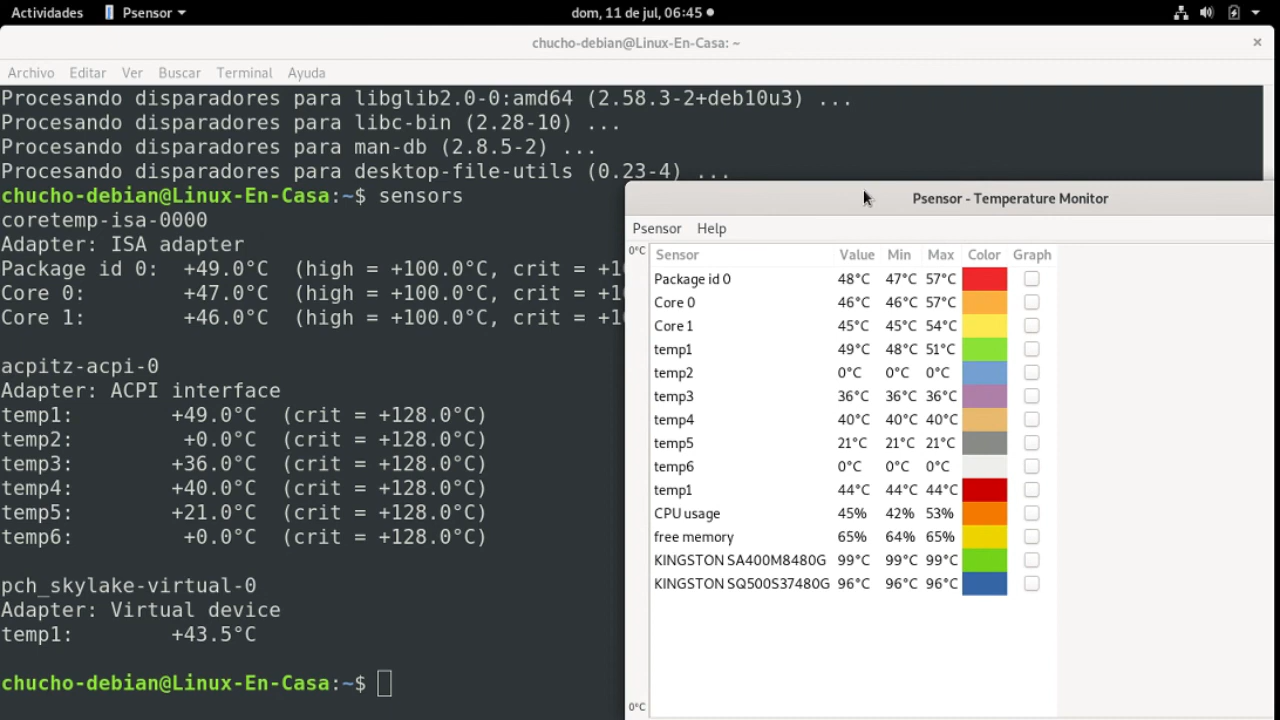 Actividades Psensor dom, 11 de jul, 06:45
chucho-debian@Linux-En-Casa: ~ ×
Archivo Editar Ver Buscar Terminal Ayuda
Procesando disparadores para libglib2.0-0:amd64 (2.58.3-2+deb10u3) ...
Procesando disparadores para libc-bin (2.28-10) ...
Procesando disparadores para man-db (2.8.5-2) ...
Procesando disparadores para desktop-file-utils (0.23-4) ...
chucho-debian@Linux-En-Casa:~$ sensors
coretemp-isa-0000
Adapter: ISA adapter
Package id 0: +49.0°C (high = +100.0°C, crit = +10
Core 0: +47.0°C (high = +100.0°C, crit = +10
Core 1: +46.0°C (high = +100.0°C, crit = +10
acpitz-acpi-0
Adapter: ACPI interface
temp1: +49.0°C (crit = +128.0°C)
temp2: +0.0°C (crit = +128.0°C)
temp3: +36.0°C (crit = +128.0°C)
temp4: +40.0°C (crit = +128.0°C)
temp5: +21.0°C (crit = +128.0°C)
temp6: +0.0°C (crit = +128.0°C)
pch_skylake-virtual-0
Adapter: Virtual device
temp1: +43.5°C
chucho-debian@Linux-En-Casa:~$
Psensor - Temperature Monitor
Psensor Help
0°C
Sensor Value Min Max Color Graph
Package id 0 48°C 47°C 57°C
Core 0 46°C 46°C 57°C
Core 1 45°C 45°C 54°C
temp1 49°C 48°C 51°C
temp2 0°C 0°C 0°C
temp3 36°C 36°C 36°C
temp4 40°C 40°C 40°C
temp5 21°C 21°C 21°C
temp6 0°C 0°C 0°C
temp1 44°C 44°C 44°C
CPU usage 45% 42% 53%
free memory 65% 64% 65%
KINGSTON SA400M8480G 99°C 99°C 99°C
KINGSTON SQ500S37480G 96°C 96°C 96°C
0°C